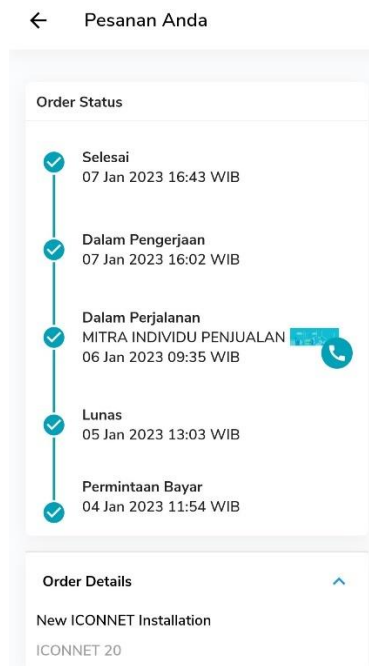 Pesanan Anda
Order Status
Selesai
07 Jan 2023 16:43 WIB
Dalam Pengerjaan
07 Jan 2023 16:02 WIB
Dalam Perjalanan
MITRA INDIVIDU PENJUALAN
06 Jan 2023 09:35 WIB
Lunas
05 Jan 2023 13:03 WIB
Permintaan Bayar
04 Jan 2023 11:54 WIB
Order Details
New ICONNET Installation
ICONNET 20